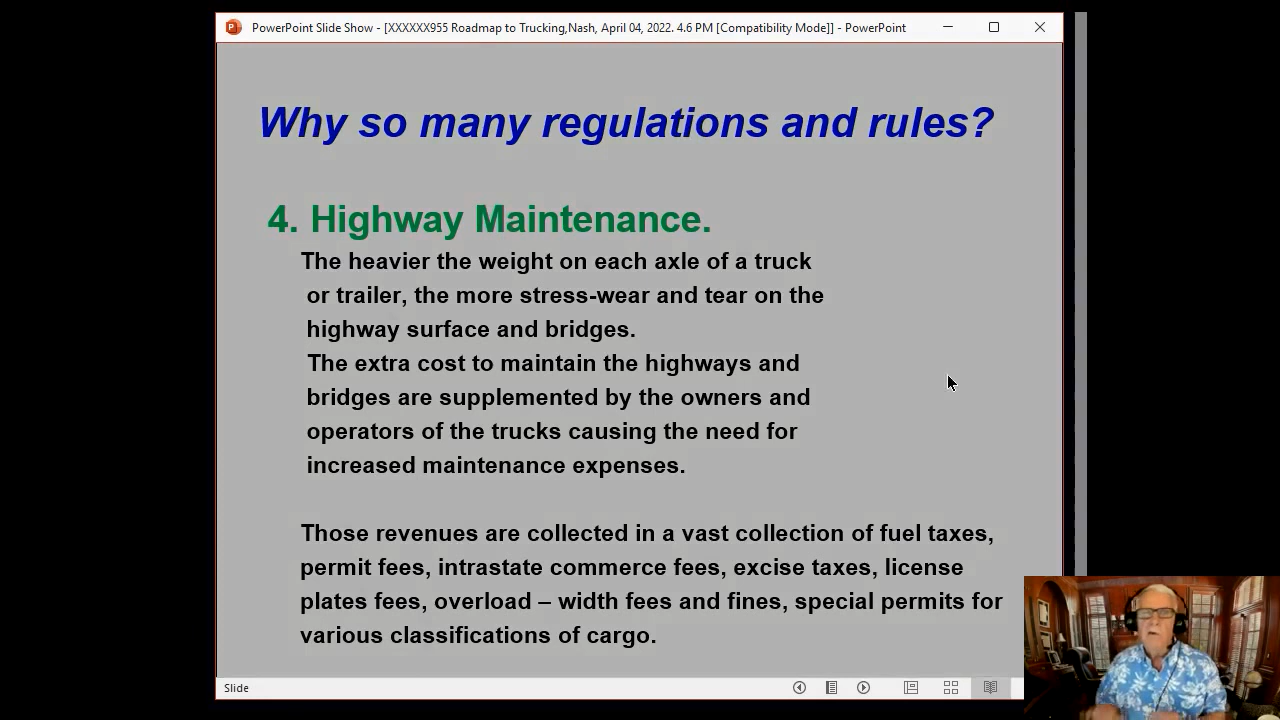 PowerPoint Slide Show - [XXXXXX955 Roadmap to Trucking,Nash, April 04, 2022. 4.6 PM [Compatibility Mode]] - PowerPoint
Why so many regulations and rules?
4. Highway Maintenance.
The heavier the weight on each axle of a truck
or trailer, the more stress-wear and tear on the
highway surface and bridges.
The extra cost to maintain the highways and
bridges are supplemented by the owners and
operators of the trucks causing the need for
increased maintenance expenses.
Those revenues are collected in a vast collection of fuel taxes,
permit fees, intrastate commerce fees, excise taxes, license
plates fees, overload – width fees and fines, special permits for
various classifications of cargo.
Slide